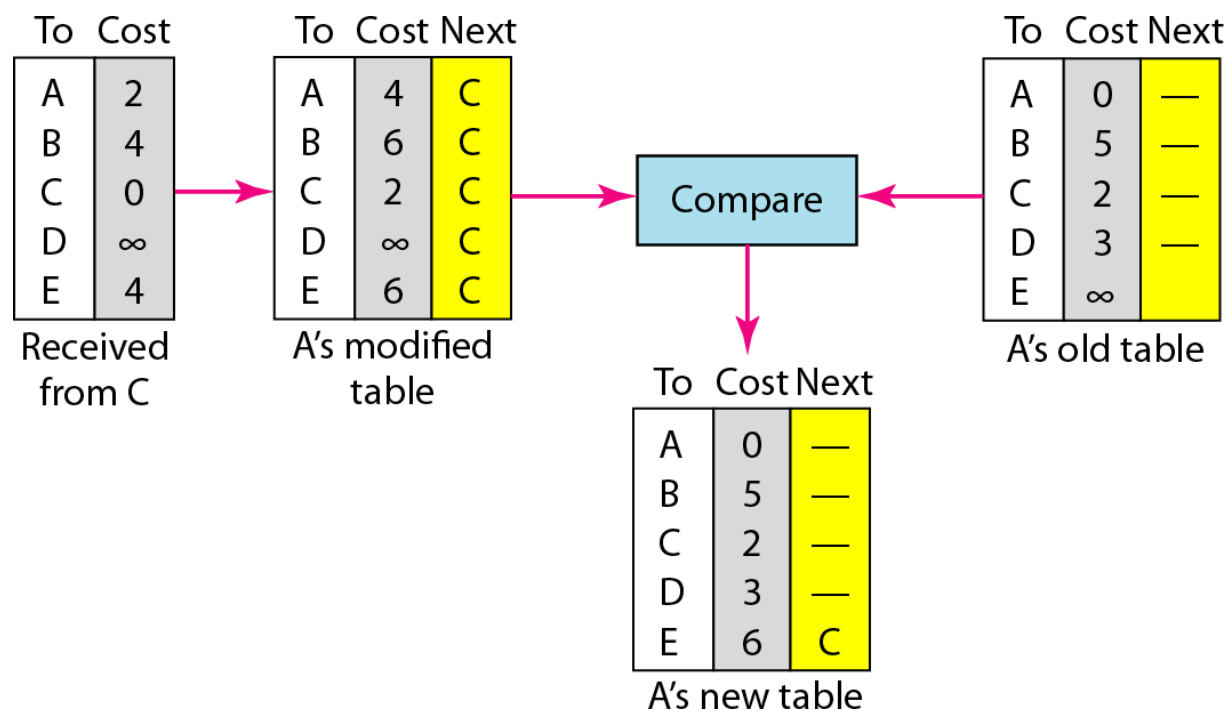 To Cost
A 2
B 4
C 0
D ∞
E 4
Received
from C
To Cost Next
A 4 C
B 6 C
C 2 C
D ∞ C
E 6 C
A's modified
table
Compare
To Cost Next
A 0 —
B 5 —
C 2 —
D 3 —
E ∞
A's old table
To Cost Next
A 0 —
B 5 —
C 2 —
D 3 —
E 6 C
A's new table